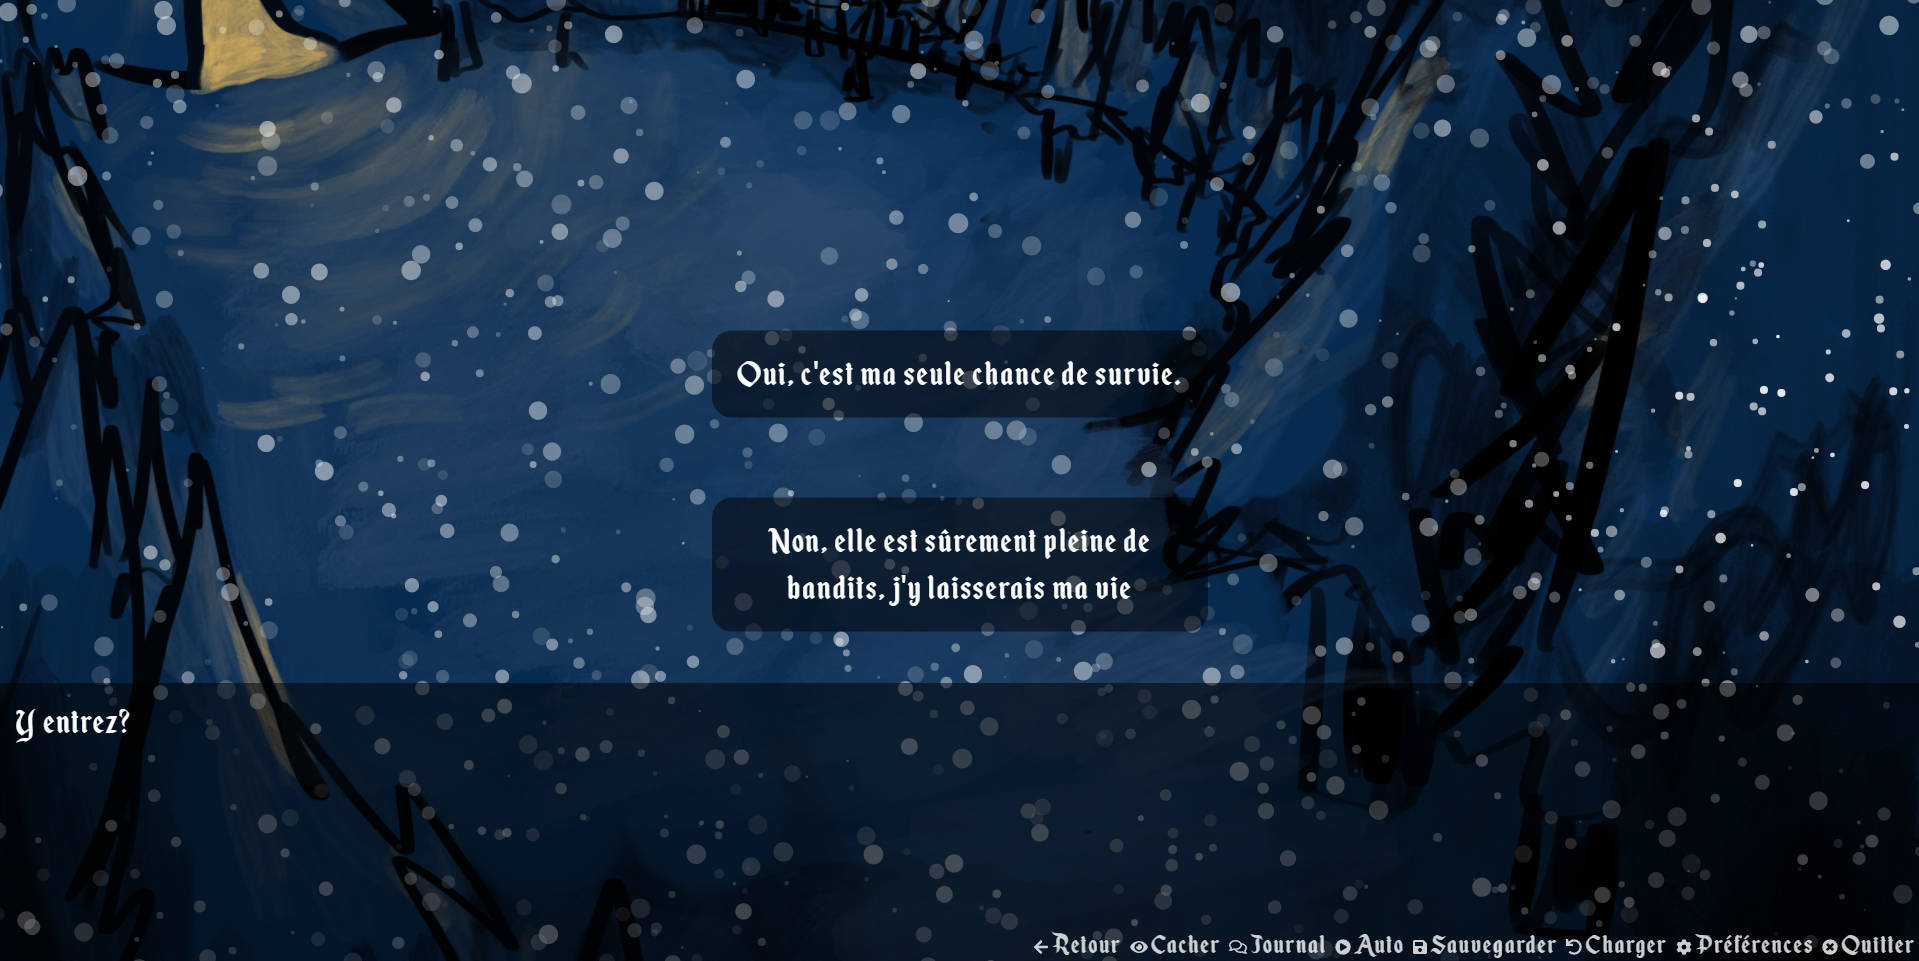 Oui, c'est ma seule chance de survie.
Non, elle est sûrement pleine de
bandits, j'y laisserais ma vie
Y entrez?
Retour Cacher Journal Auto Sauvegarder Charger Préférences Quitter